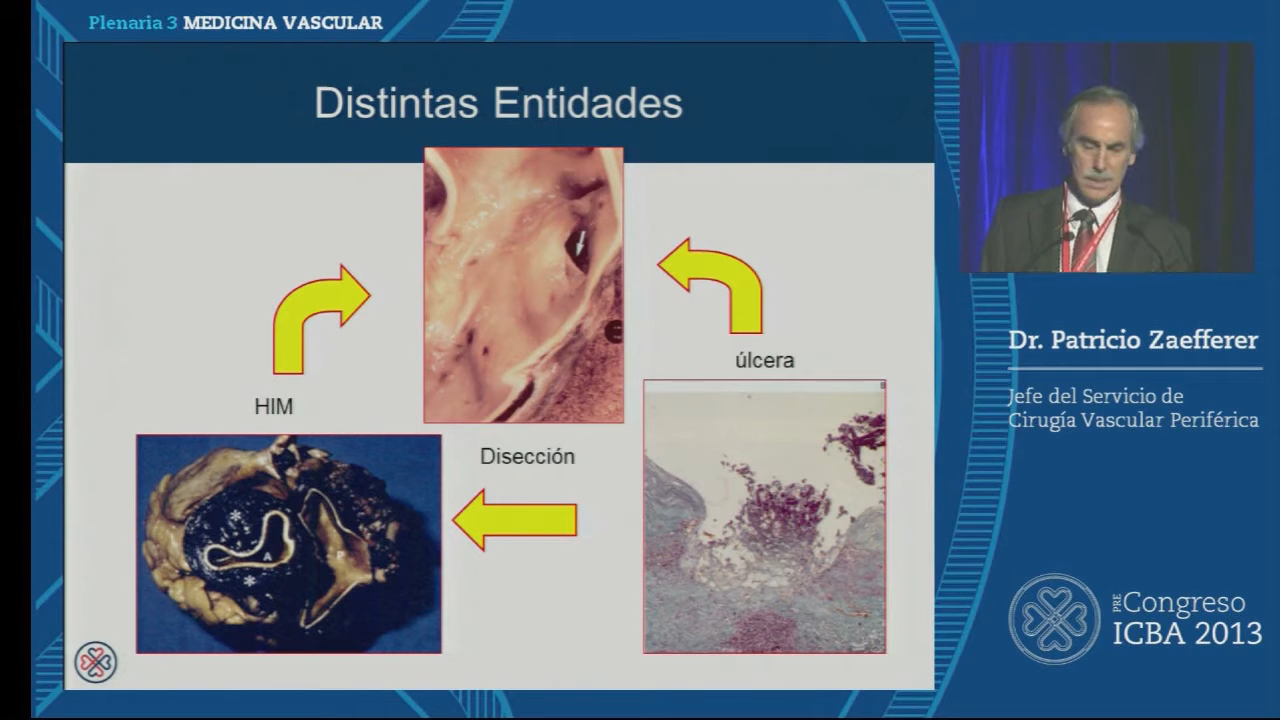 Plenaria 3 MEDICINA VASCULAR
Distintas Entidades
úlcera
HIM
Disección
*
A
P
*
B
Dr. Patricio Zaefferer
Jefe del Servicio de
Cirugía Vascular Periférica
PRE Congreso
ICBA 2013